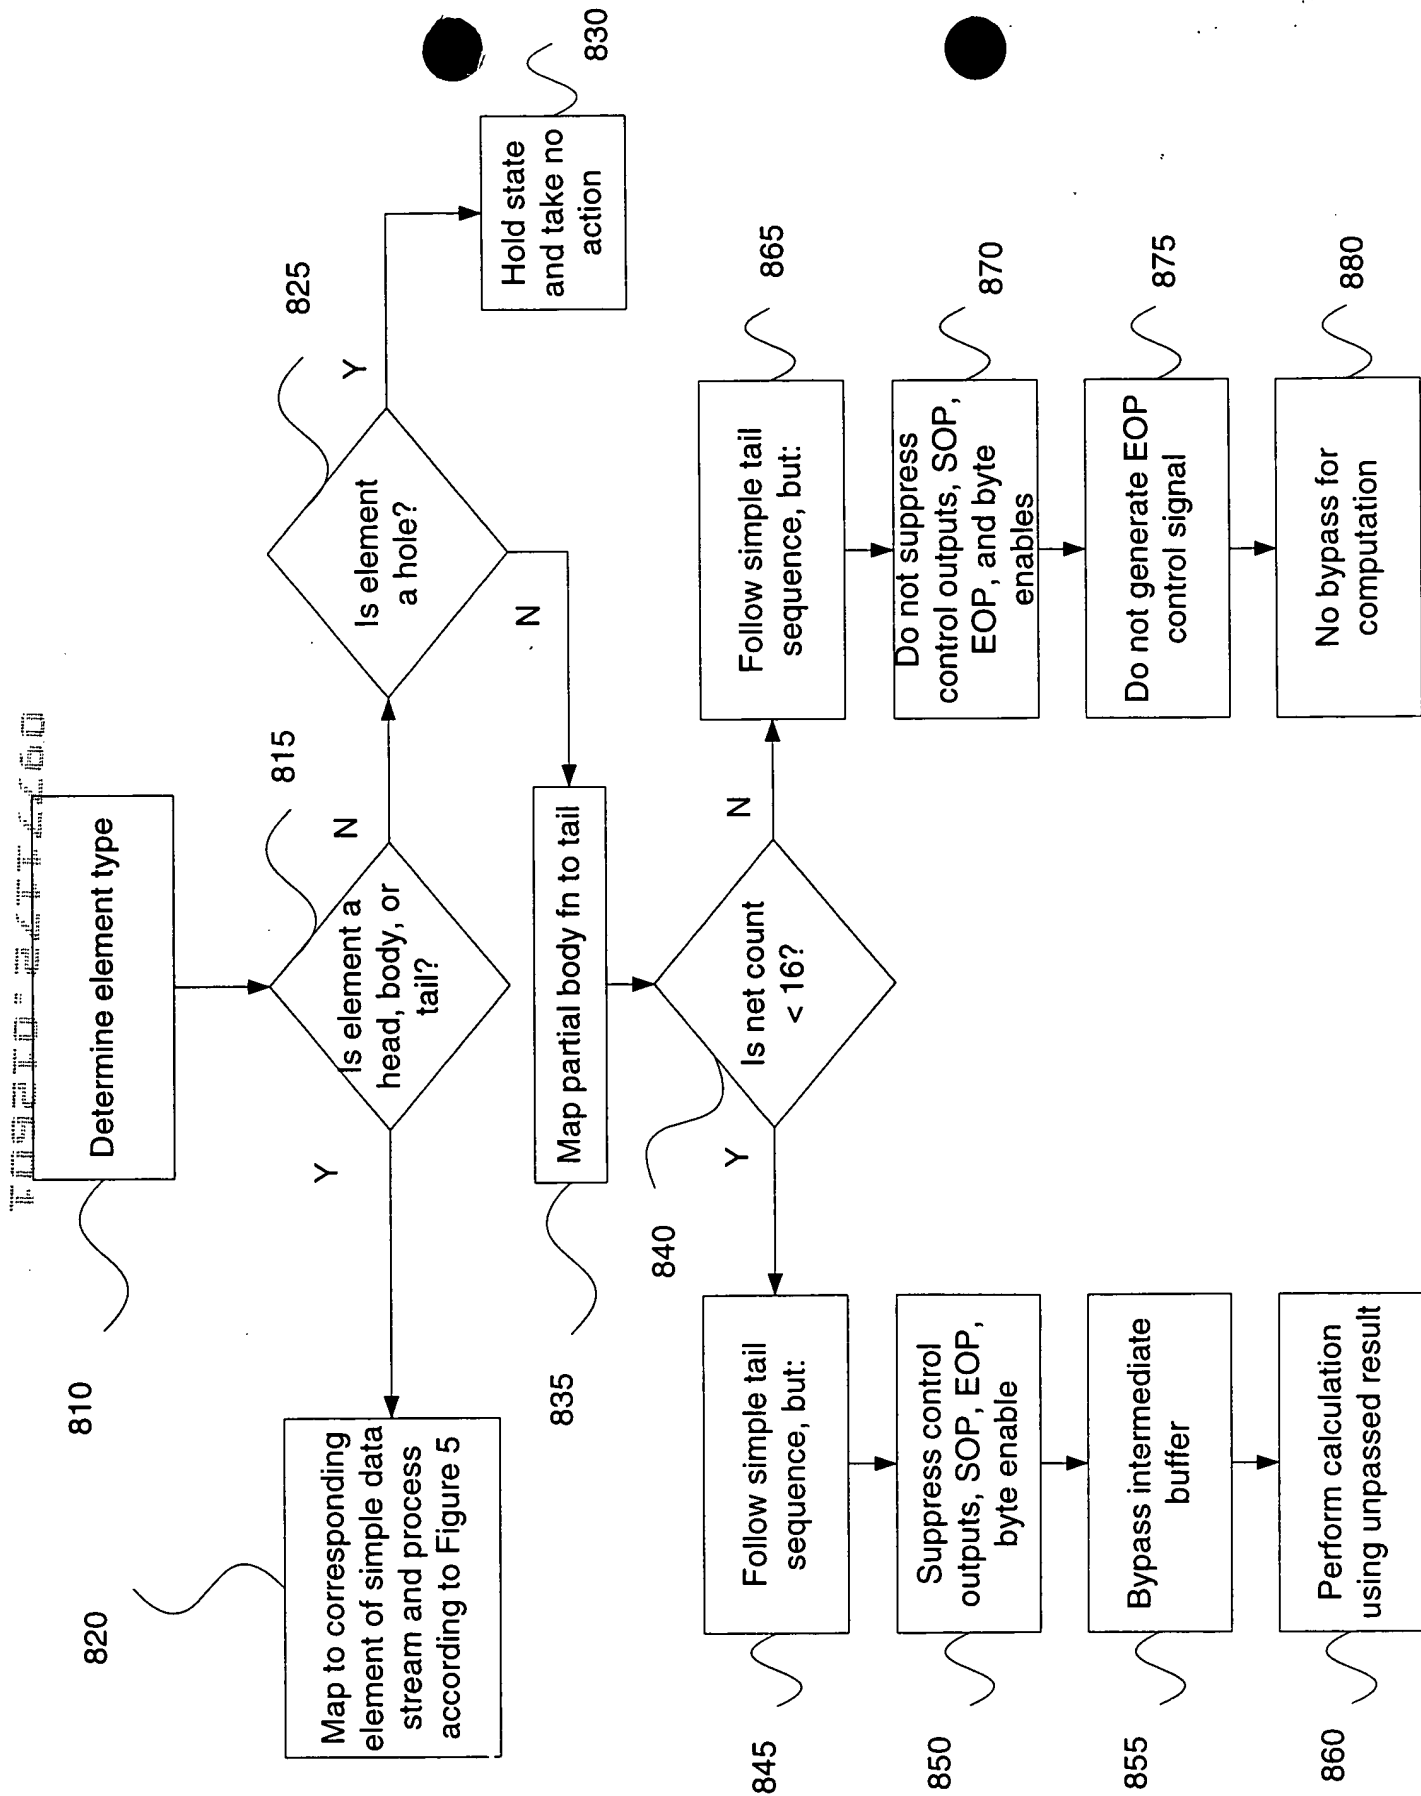 810
Determine element type
815
Is element a
head, body, or
tail?
Y
N
820
Map to corresponding
element of simple data
stream and process
according to Figure 5
825
Is element
a hole?
Y
N
830
Hold state
and take no
action
835
Map partial body fn to tail
840
Is net count
< 16?
Y
N
845
Follow simple tail
sequence, but:
850
Suppress control
outputs, SOP, EOP,
byte enable
855
Bypass intermediate
buffer
860
Perform calculation
using unpassed result
865
Follow simple tail
sequence, but:
870
Do not suppress
control outputs, SOP,
EOP, and byte
enables
875
Do not generate EOP
control signal
880
No bypass for
computation